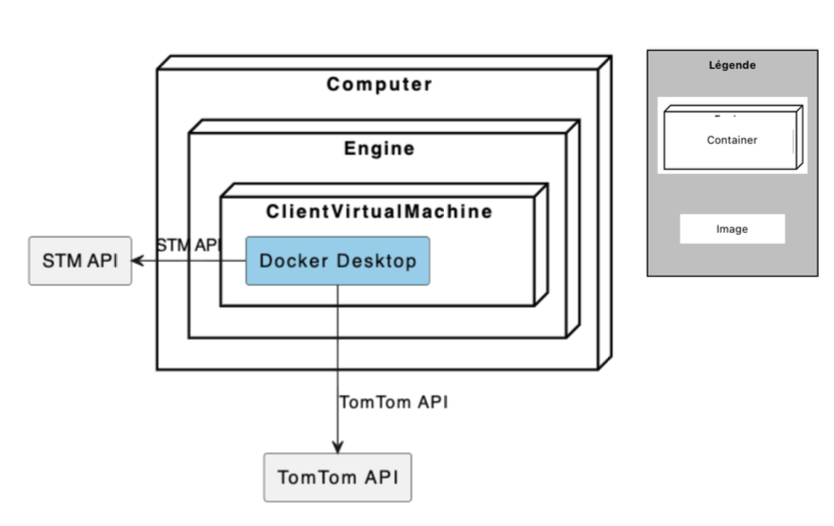 Computer
Légende
Engine
Container
ClientVirtualMachine
Image
STM API
STM API
Docker Desktop
TomTom API
TomTom API